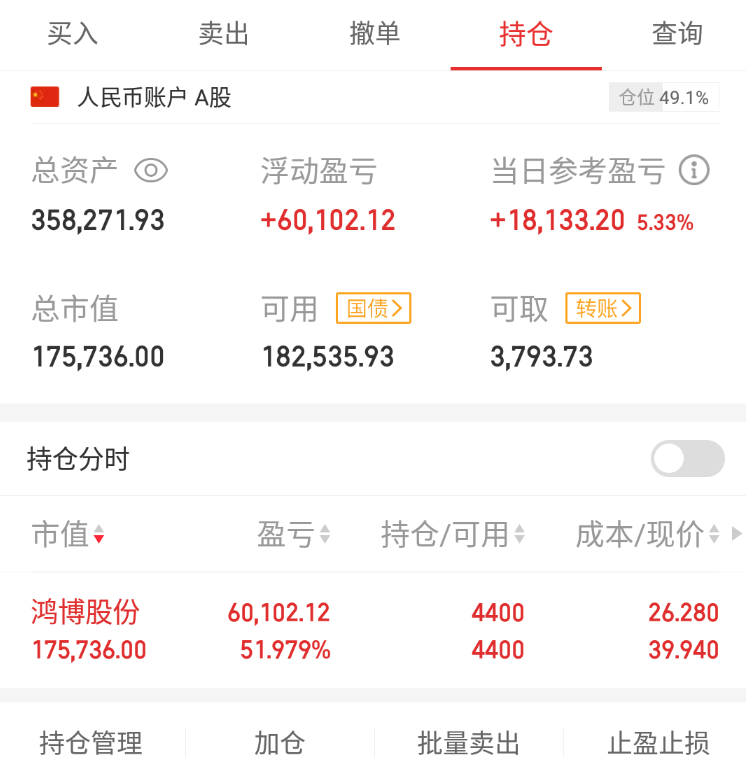 买入 卖出 撤单 持仓 查询
人民币账户 A股 仓位 49.1%
总资产 浮动盈亏 当日参考盈亏
358,271.93 +60,102.12 +18,133.20 5.33%
总市值 可用 国债 可取 转账
175,736.00 182,535.93 3,793.73
持仓分时
市值 盈亏 持仓/可用 成本/现价
鸿博股份 60,102.12 4400 26.280
175,736.00 51.979% 4400 39.940
持仓管理 加仓 批量卖出 止盈止损